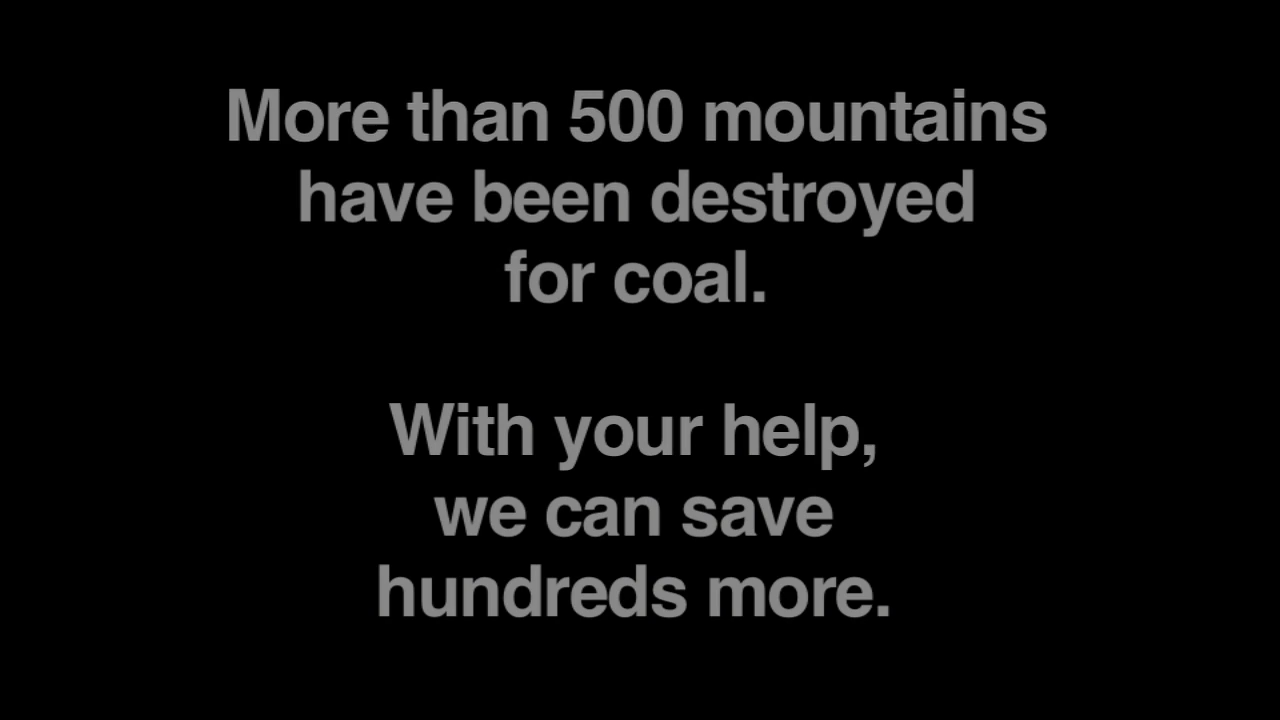 More than 500 mountains
have been destroyed
for coal.
With your help,
we can save
hundreds more.